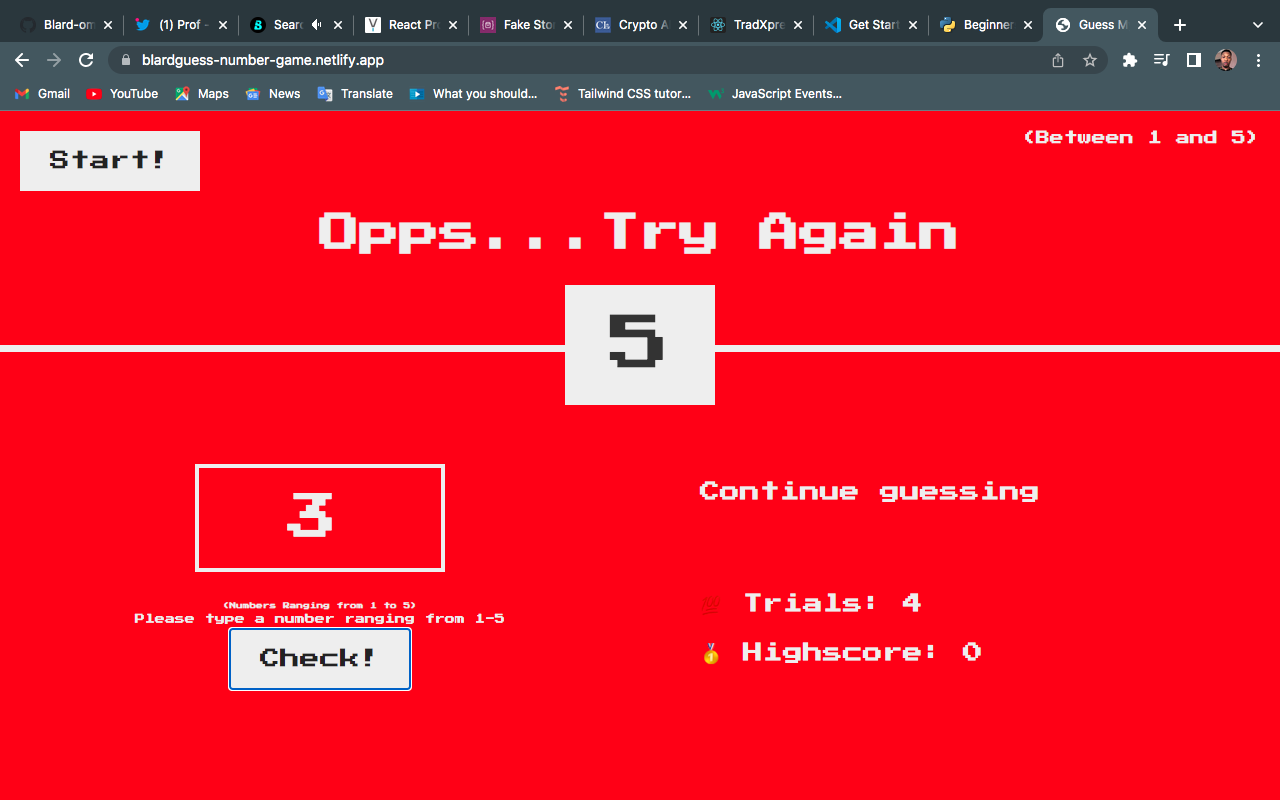 Blard-om
(1) Prof -
Sear
React Pr
Fake Sto
Crypto A
TradXpre
Get Start
Beginner
Guess M
blardguess-number-game.netlify.app
Gmail
YouTube
Maps
News
Translate
What you should...
Tailwind CSS tutor...
JavaScript Events...
Start!
(Between 1 and 5)
Opps...Try Again
5
3
(Numbers Ranging from 1 to 5)
Please type a number ranging from 1-5
Check!
Continue guessing
💯 Trials: 4
🥇 Highscore: 0